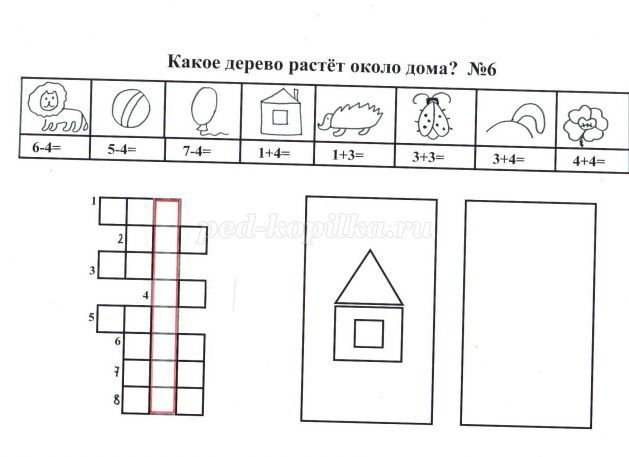 Какое дерево растёт около дома? №6
6-4= 5-4= 7-4= 1+4= 1+3= 3+3= 3+4= 4+4=
1
2
ped-kopilka.ru
3
4
5
6
7
8